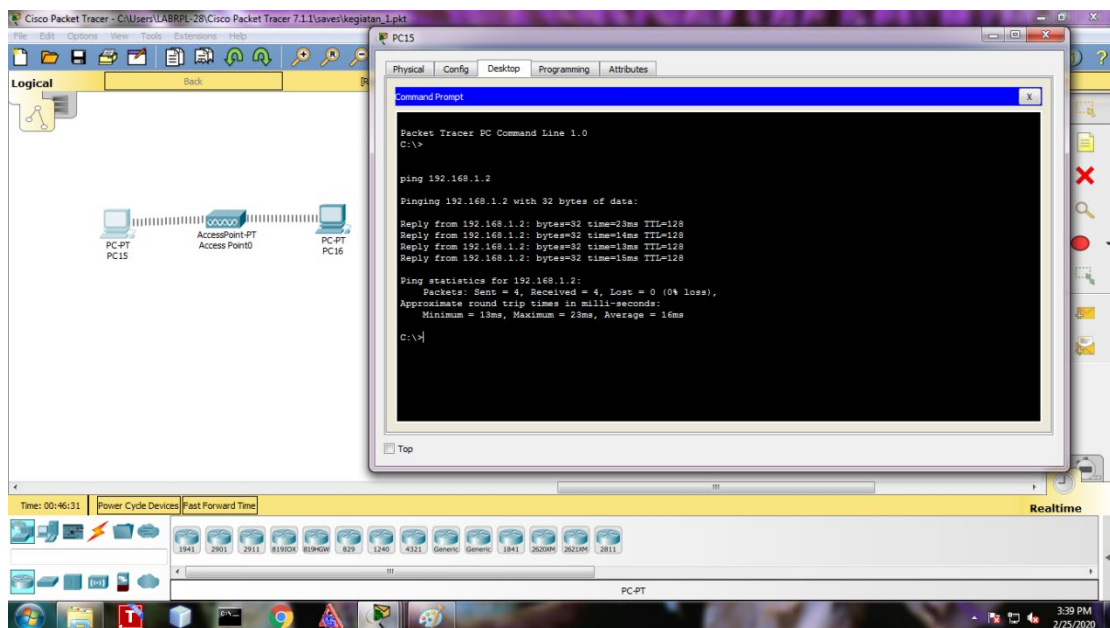 Cisco Packet Tracer - C:\Users\LABRPL-28\Cisco Packet Tracer 7.1.1\saves\kegiatan_1.pkt
File Edit Options View Tools Extensions Help
Logical
Back
[R
PC-PT
PC15
AccessPoint-PT
Access Point0
PC-PT
PC16
PC15
Physical Config Desktop Programming Attributes
Command Prompt
X
Packet Tracer PC Command Line 1.0
C:\>
ping 192.168.1.2
Pinging 192.168.1.2 with 32 bytes of data:
Reply from 192.168.1.2: bytes=32 time=23ms TTL=128
Reply from 192.168.1.2: bytes=32 time=14ms TTL=128
Reply from 192.168.1.2: bytes=32 time=13ms TTL=128
Reply from 192.168.1.2: bytes=32 time=15ms TTL=128
Ping statistics for 192.168.1.2:
Packets: Sent = 4, Received = 4, Lost = 0 (0% loss),
Approximate round trip times in milli-seconds:
Minimum = 13ms, Maximum = 23ms, Average = 16ms
C:\>
Top
Time: 00:46:31 Power Cycle Devices Fast Forward Time
Realtime
1941 2901 2911 819IOX 819HGW 829 1240 4321 Generic Generic 1841 2620XM 2621XM 2811
PC-PT
3:39 PM
2/25/2020